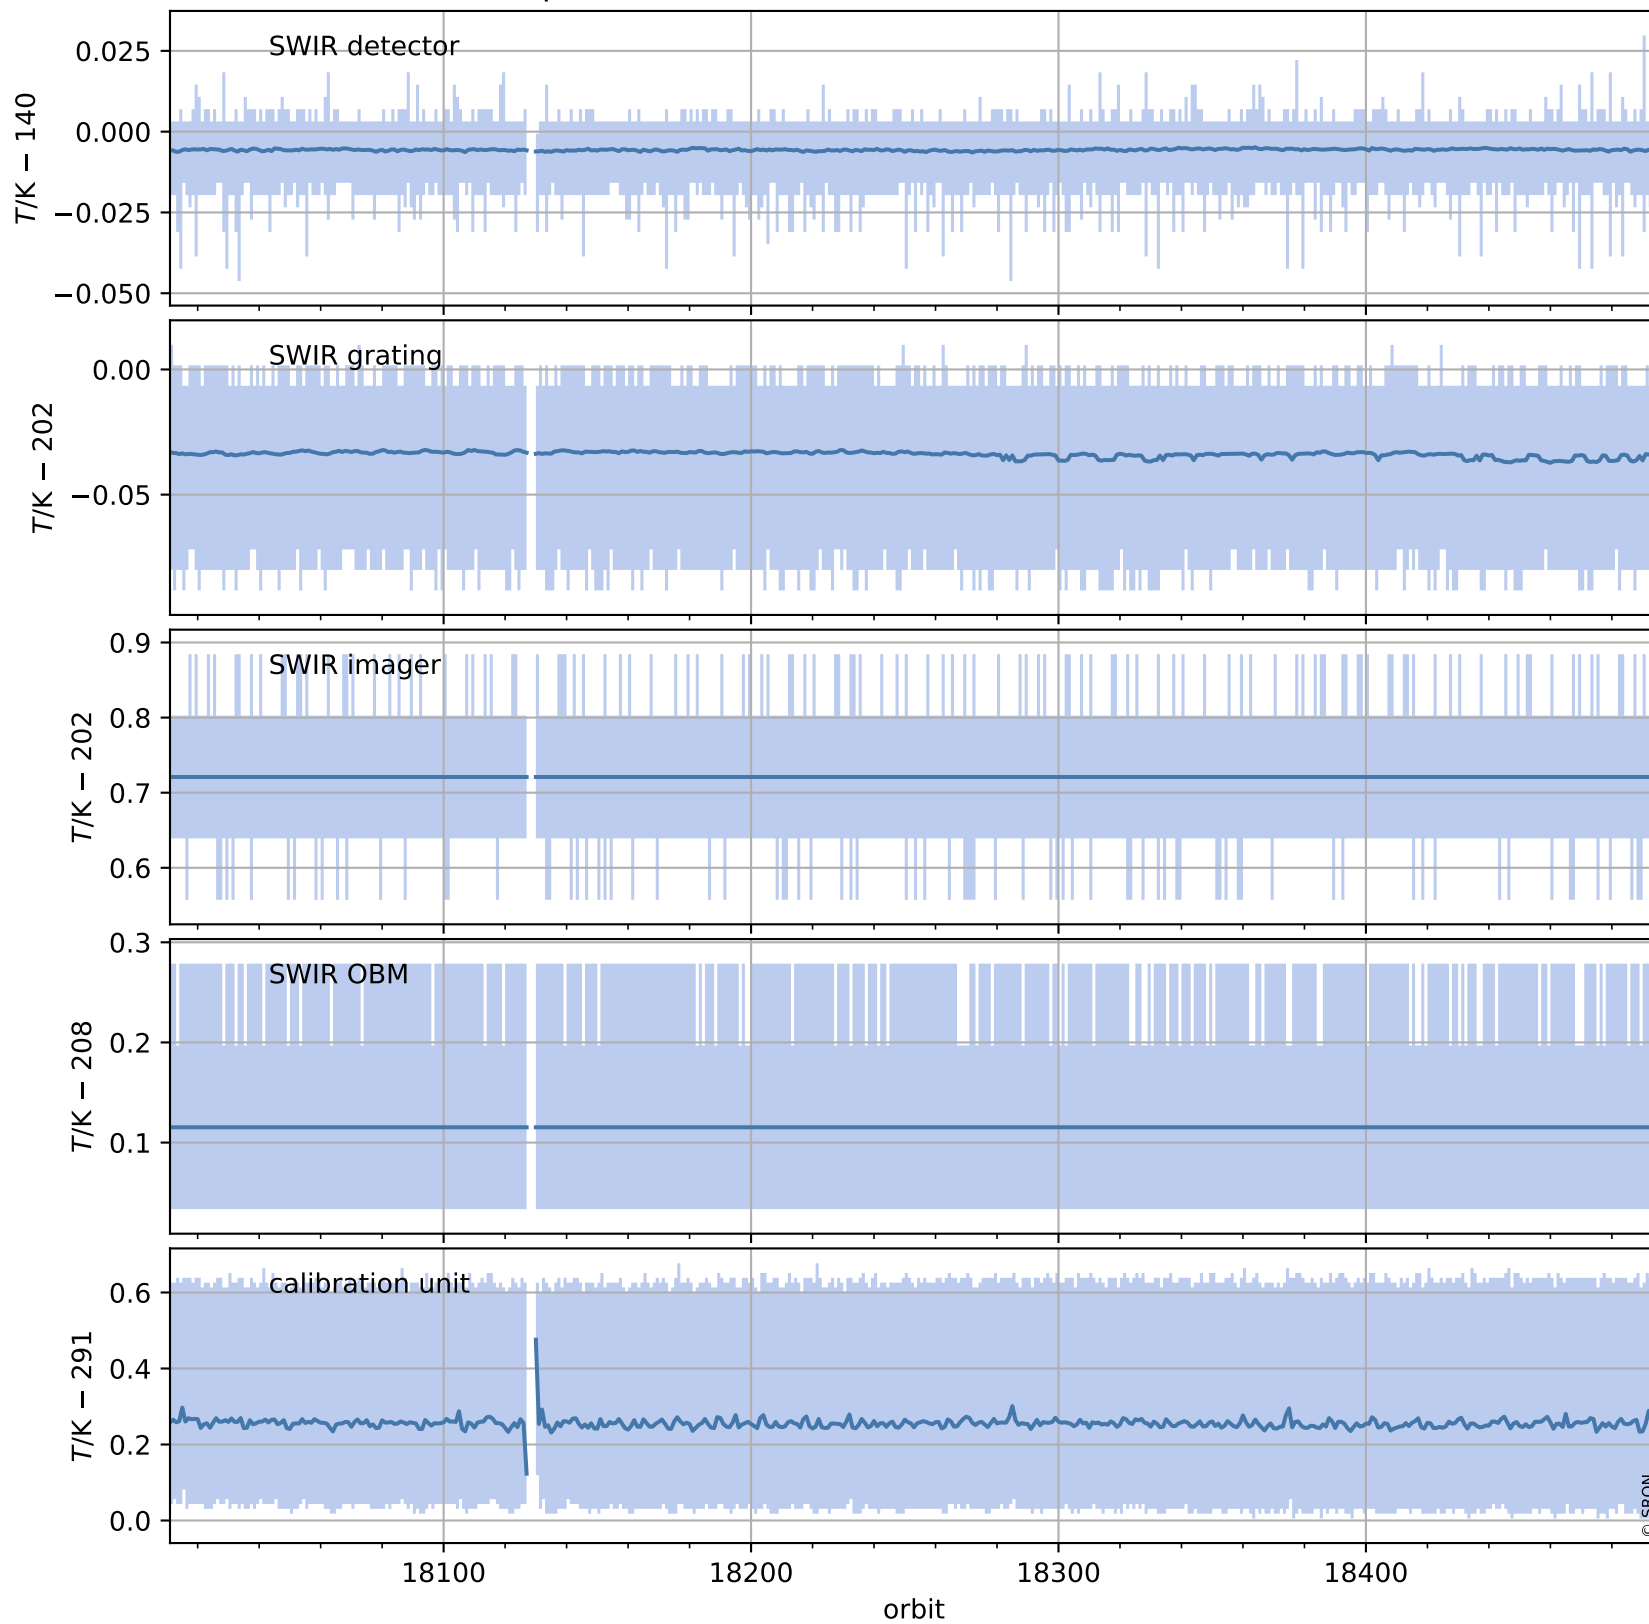 SWIR detector
0.025
0.000
−0.025
−0.050
T/K − 140
SWIR grating
0.00
−0.05
T/K − 202
SWIR imager
0.9
0.8
0.7
0.6
T/K − 202
SWIR OBM
0.3
0.2
0.1
T/K − 208
calibration unit
0.6
0.4
0.2
0.0
T/K − 291
18100 18200 18300 18400
orbit
© SRON